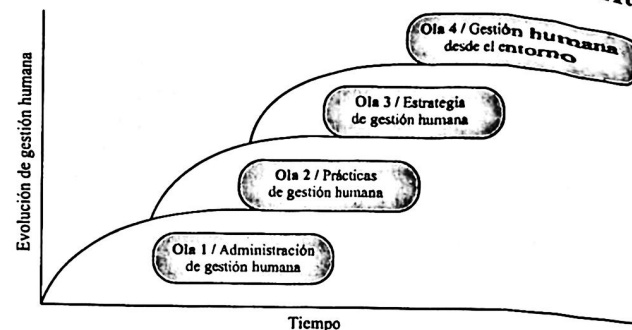 Ola 4 / Gestión humana
desde el entorno
Ola 3 / Estrategia
de gestión humana
Ola 2 / Prácticas
de gestión humana
Ola 1 / Administración
de gestión humana
Evolución de gestión humana
Tiempo